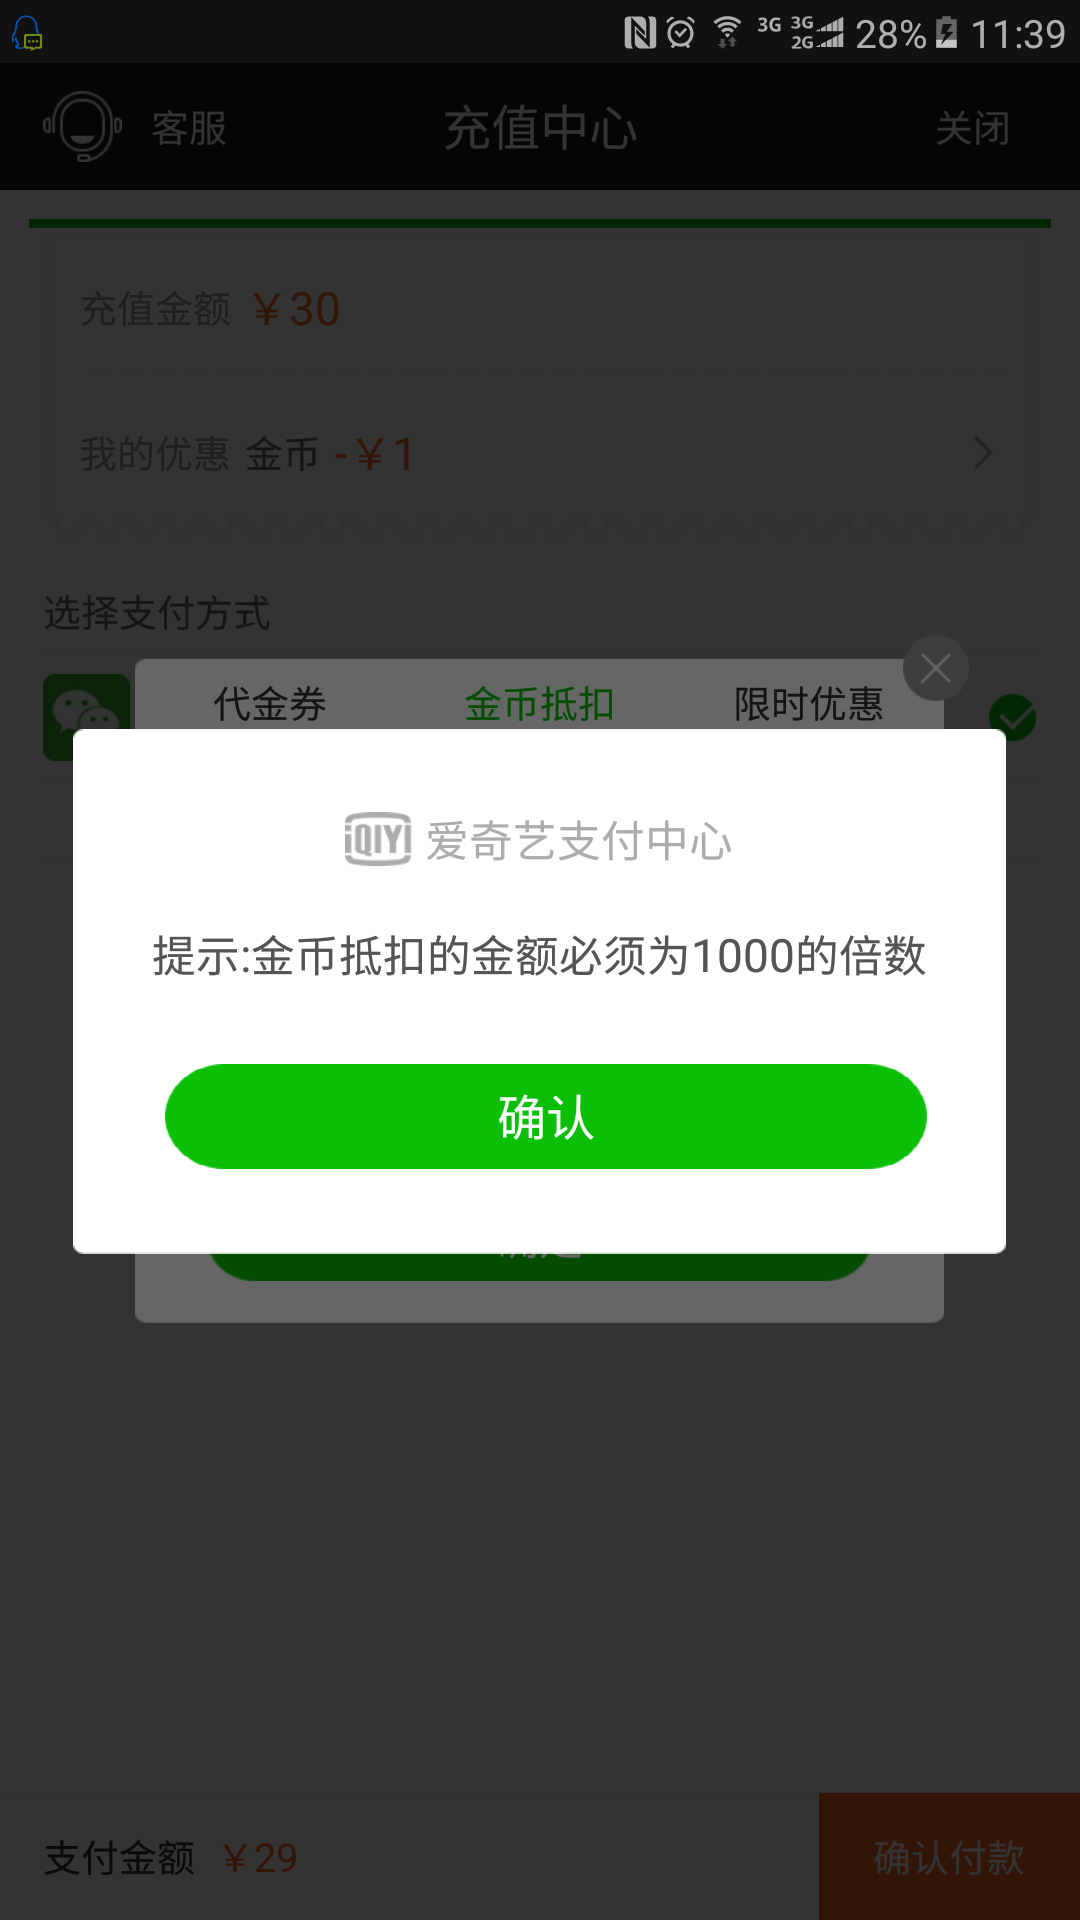 3G 3G 2G 28% 11:39
客服 充值中心 关闭
充值金额 ￥30
我的优惠 金币 -￥1
选择支付方式
代金券 金币抵扣 限时优惠
iQIYI 爱奇艺支付中心
提示:金币抵扣的金额必须为1000的倍数
确认
支付金额 ￥29 确认付款